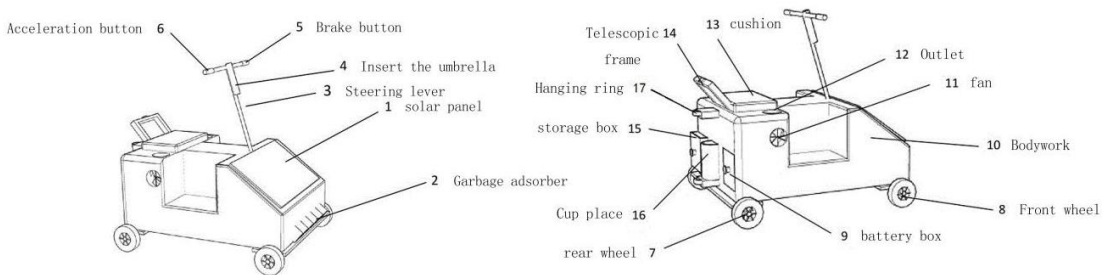 Acceleration button 6
5 Brake button
4 Insert the umbrella
3 Steering lever
1 solar panel
2 Garbage adsorber
Telescopic 14
frame
13 cushion
12 Outlet
11 fan
Hanging ring 17
storage box 15
10 Bodywork
Cup place 16
8 Front wheel
rear wheel 7
9 battery box